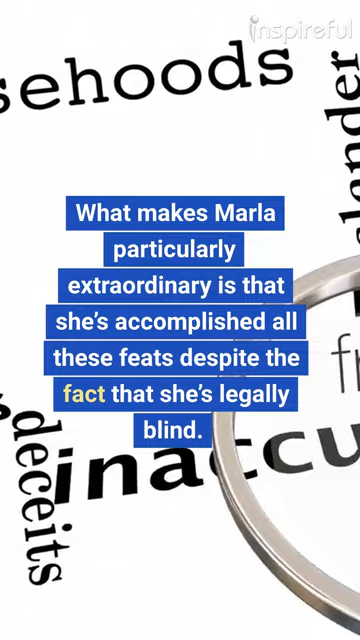 inspireful
sehoods
What makes Marla
particularly
extraordinary is that
she's accomplished all
these feats despite the
fact that she's legally
blind.
deceits
inaccu
fr